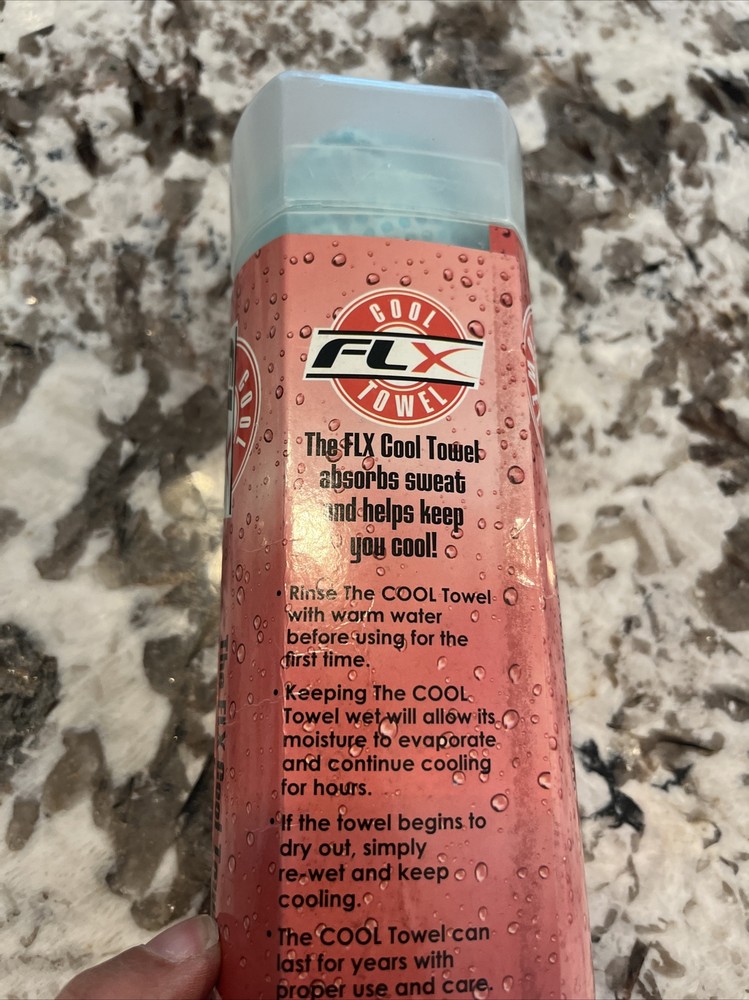 COOL
FLX
TOWEL
The FLX Cool Towel
absorbs sweat
and helps keep
you cool!
• Rinse The COOL Towel
with warm water
before using for the
first time.
• Keeping The COOL
Towel wet will allow its
moisture to evaporate
and continue cooling
for hours.
• If the towel begins to
dry out, simply
re-wet and keep
cooling.
• The COOL Towel can
last for years with
proper use and care.
The FLX Cool